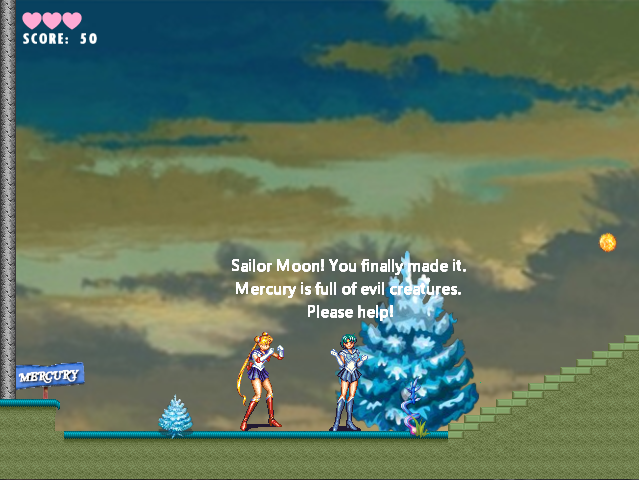 SCORE: 50
Sailor Moon! You finally made it.
Mercury is full of evil creatures.
Please help!
MERCURY